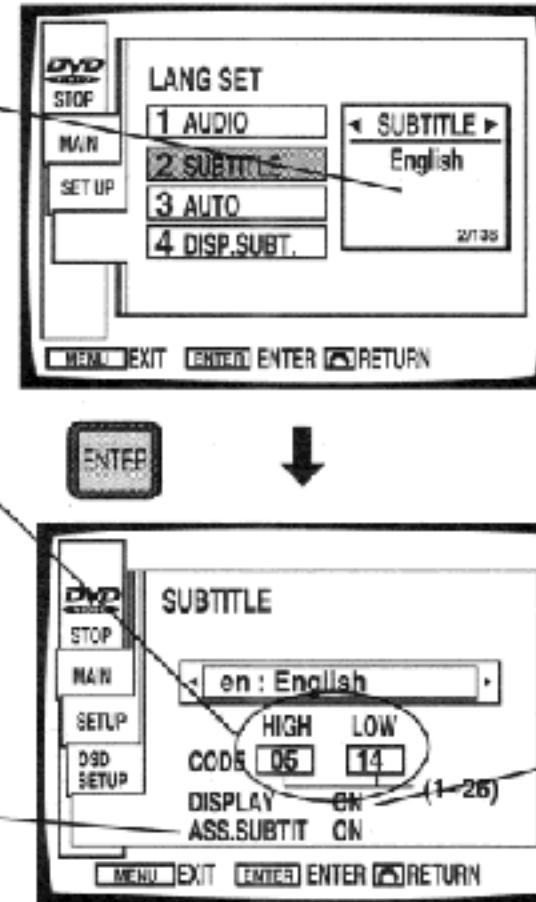 DVD
STOP
MAIN
SET UP
LANG SET
1 AUDIO
2 SUBTITLE
3 AUTO
4 DISP.SUBT.
◄ SUBTITLE ►
English
2/136
MENU EXIT ENTER ENTER RETURN
ENTER
DVD
STOP
MAIN
SETUP
OSD SETUP
SUBTITLE
en : English
HIGH LOW
CODE 05 14
(1-26)
DISPLAY ON
ASS.SUBTIT ON
MENU EXIT ENTER ENTER RETURN